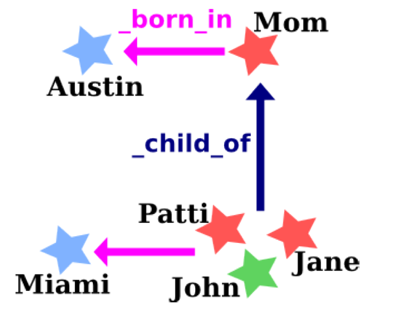 _born_in
Mom
Austin
_child_of
Patti
Jane
Miami
John